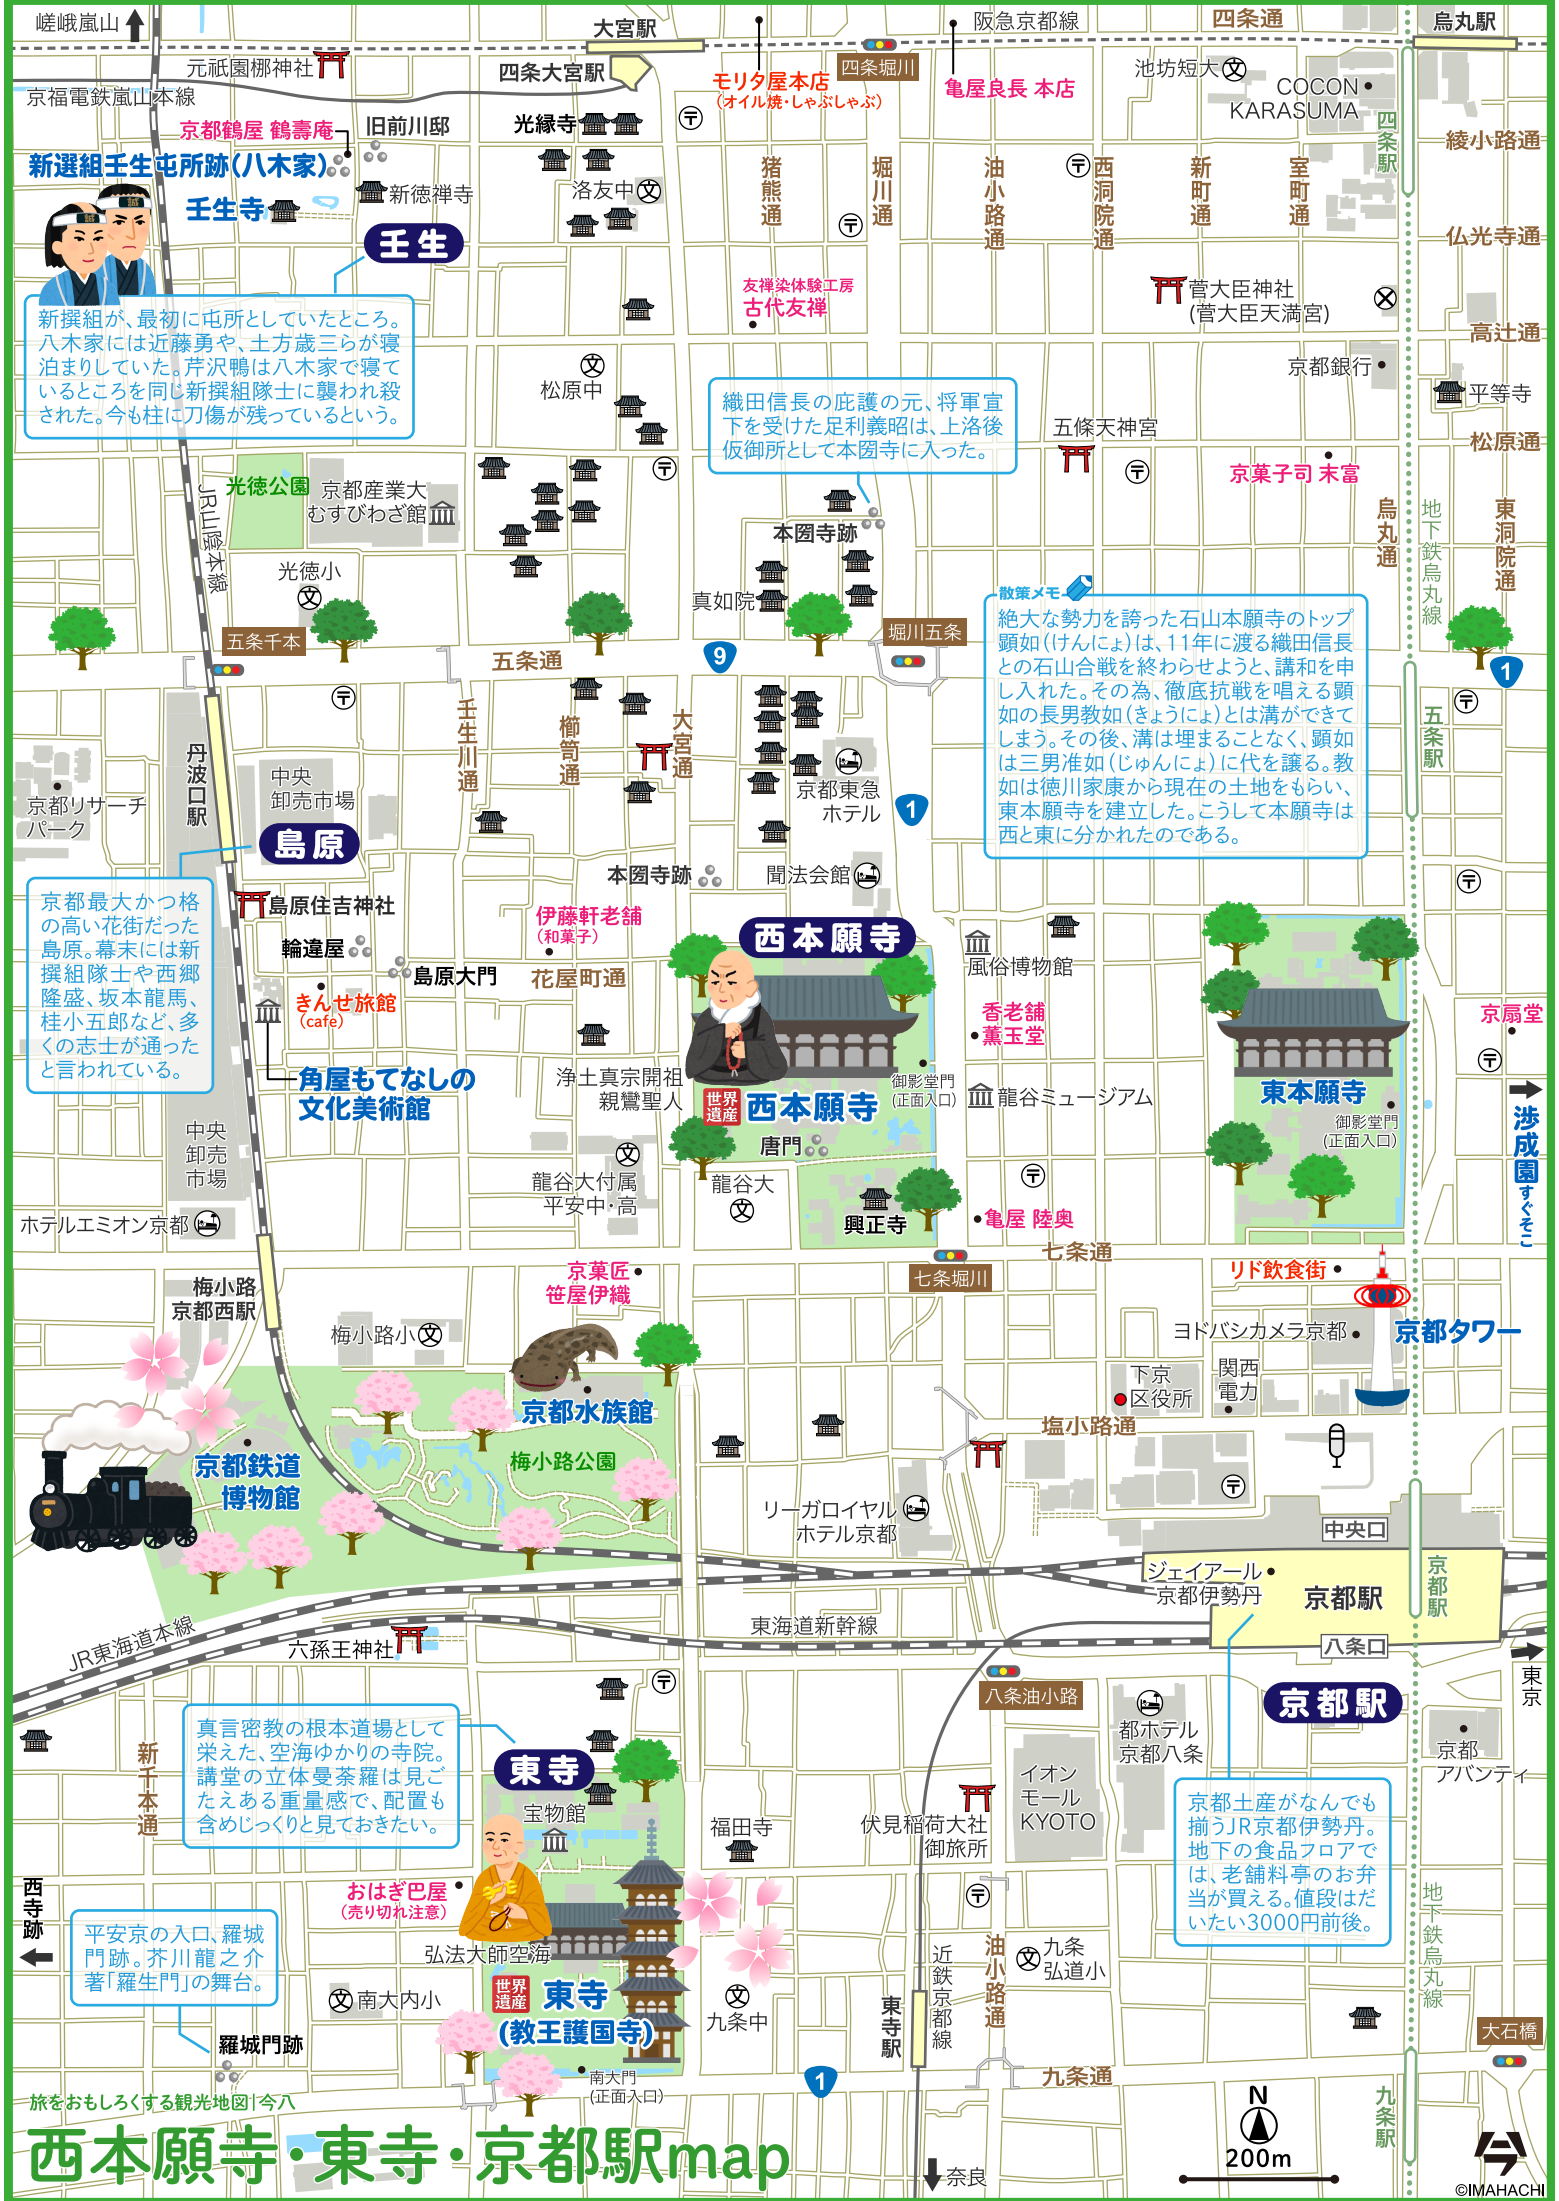 嵯峨嵐山
大宮駅
阪急京都線
四条通
烏丸駅
元祇園梛神社
四条大宮駅
四条堀川
池坊短大
文
モリタ屋本店
(オイル焼・しゃぶしゃぶ)
亀屋良長 本店
COCON
KARASUMA
京福電鉄嵐山本線
京都鶴屋 鶴壽庵
旧前川邸
光縁寺
四条駅
綾小路通
新選組壬生屯所跡(八木家)
猪熊通
堀川通
油小路通
西洞院通
新町通
室町通
新徳禅寺
洛友中
文
壬生寺
壬生
仏光寺通
友禅染体験工房
古代友禅
菅大臣神社
(菅大臣天満宮)
新撰組が、最初に屯所としていたところ。
八木家には近藤勇や、土方歳三らが寝
泊まりしていた。芹沢鴨は八木家で寝て
いるところを同じ新撰組隊士に襲われ殺
された。今も柱に刀傷が残っているという。
高辻通
京都銀行
文
松原中
平等寺
織田信長の庇護の元、将軍宣
下を受けた足利義昭は、上洛後
仮御所として本圀寺に入った。
五條天神宮
松原通
京菓子司 末富
光徳公園
京都産業大
むすびわざ館
JR山陰本線
本圀寺跡
烏丸通
地下鉄烏丸線
東洞院通
光徳小
文
真如院
散策メモ
絶大な勢力を誇った石山本願寺のトップ
顕如(けんにょ)は、11年に渡る織田信長
との石山合戦を終わらせようと、講和を申
し入れた。その為、徹底抗戦を唱える顕
如の長男教如(きょうにょ)とは溝ができて
しまう。その後、溝は埋まることなく、顕如
は三男准如(じゅんにょ)に代を譲る。教
如は徳川家康から現在の土地をもらい、
東本願寺を建立した。こうして本願寺は
西と東に分かれたのである。
五条千本
五条通
9
堀川五条
1
五条駅
壬生川通
櫛笥通
大宮通
丹波口駅
中央
卸売市場
京都リサーチ
パーク
京都東急
ホテル
1
島原
本圀寺跡
聞法会館
京都最大かつ格
の高い花街だった
島原。幕末には新
撰組隊士や西郷
隆盛、坂本龍馬、
桂小五郎など、多
くの志士が通った
と言われている。
島原住吉神社
輪違屋
島原大門
伊藤軒老舗
(和菓子)
花屋町通
西本願寺
風俗博物館
きんせ旅館
(cafe)
香老舗
薫玉堂
京扇堂
角屋もてなしの
文化美術館
浄土真宗開祖
親鸞聖人
世界
遺産
西本願寺
御影堂門
(正面入口)
龍谷ミュージアム
東本願寺
御影堂門
(正面入口)
渉成園すぐそこ
中央
卸売
市場
唐門
文
龍谷大付属
平安中・高
龍谷大
文
興正寺
亀屋 陸奥
ホテルエミオン京都
七条通
七条堀川
梅小路
京都西駅
京菓匠
笹屋伊織
リド飲食街
梅小路小
文
ヨドバシカメラ京都
京都タワー
下京
区役所
関西
電力
京都水族館
塩小路通
梅小路公園
京都鉄道
博物館
リーガロイヤル
ホテル京都
中央口
ジェイアール
京都伊勢丹
京都駅
京都駅
八条口
JR東海道本線
東海道新幹線
六孫王神社
東京
八条油小路
京都駅
都ホテル
京都八条
京都
アバンティ
真言密教の根本道場として
栄えた、空海ゆかりの寺院。
講堂の立体曼荼羅は見ご
たえある重量感で、配置も
含めじっくりと見ておきたい。
新千本通
東寺
宝物館
イオン
モール
KYOTO
京都土産がなんでも
揃うJR京都伊勢丹。
地下の食品フロアで
は、老舗料亭のお弁
当が買える。値段はだ
いたい3000円前後。
福田寺
伏見稲荷大社
御旅所
西寺跡
おはぎ巴屋
(売り切れ注意)
平安京の入口、羅城
門跡。芥川龍之介
著「羅生門」の舞台。
弘法大師空海
世界
遺産
東寺
(教王護国寺)
文
南大内小
文
九条中
東寺駅
近鉄京都線
油小路通
文
九条
弘道小
地下鉄烏丸線
大石橋
羅城門跡
南大門
(正面入口)
1
九条通
九条駅
旅をおもしろくする観光地図|今八
西本願寺・東寺・京都駅map
奈良
N
200m
©IMAHACHI